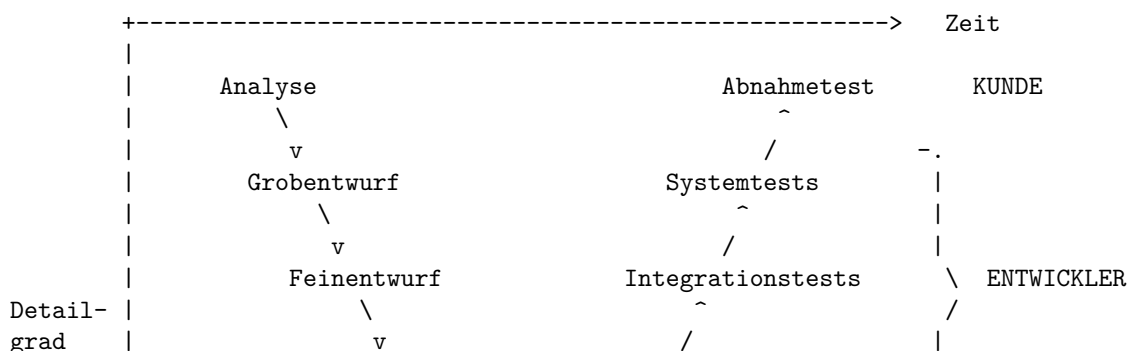 +------------------------------------------------------> Zeit
|
| Analyse Abnahmetest KUNDE
| \ ^
| v / -.
| Grobentwurf Systemtests |
| \ ^ |
| v / |
| Feinentwurf Integrationstests \ ENTWICKLER
Detail- | \ ^ /
grad | v / |